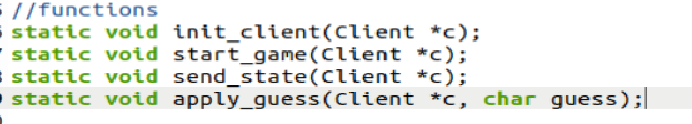 //functions
static void init_client(Client *c);
static void start_game(Client *c);
static void send_state(Client *c);
static void apply_guess(Client *c, char guess);